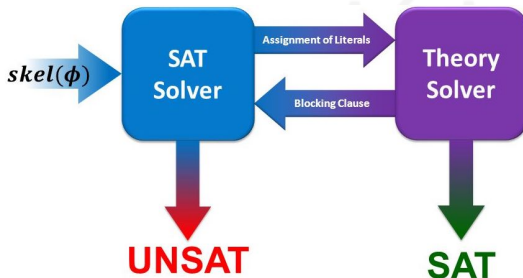 skel(ϕ)
SAT
Solver
Assignment of Literals
Blocking Clause
Theory
Solver
UNSAT
SAT